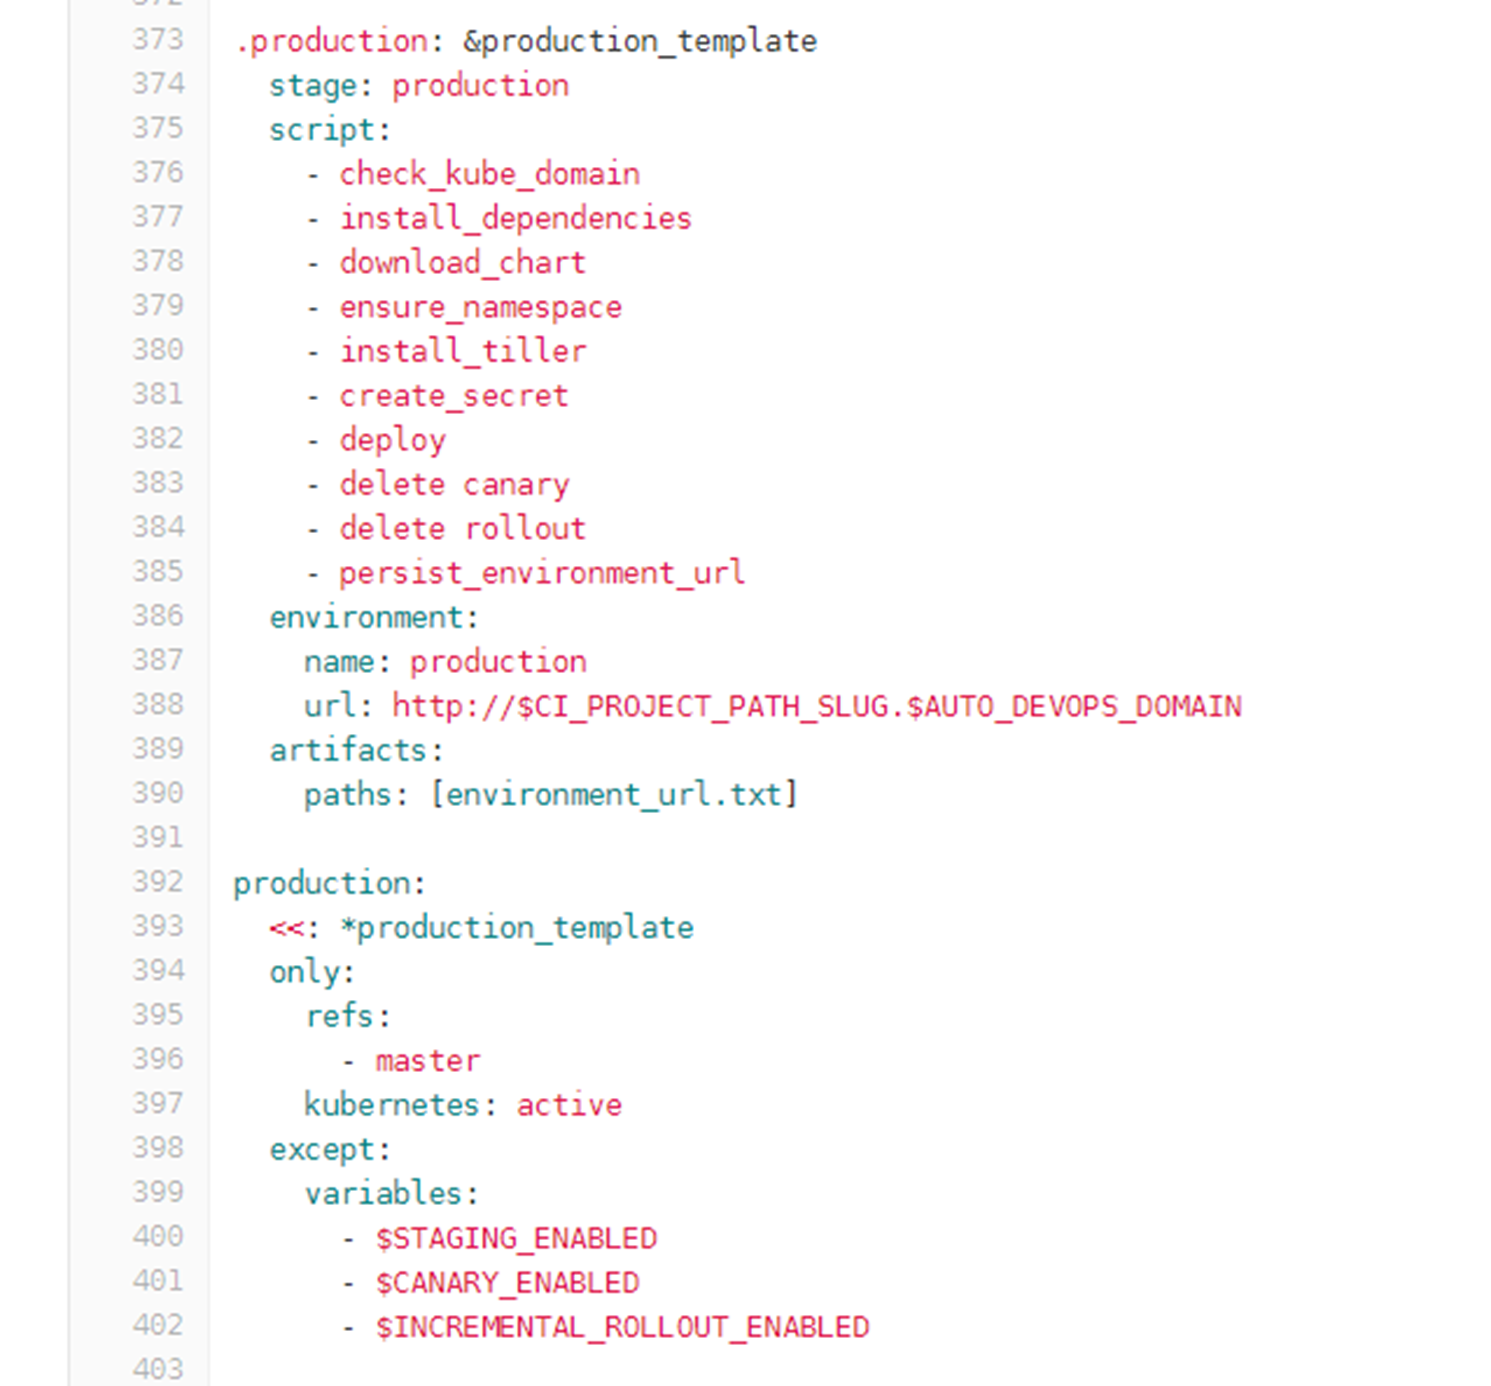 372
373 .production: &production_template
374   stage: production
375   script:
376     - check_kube_domain
377     - install_dependencies
378     - download_chart
379     - ensure_namespace
380     - install_tiller
381     - create_secret
382     - deploy
383     - delete canary
384     - delete rollout
385     - persist_environment_url
386   environment:
387     name: production
388     url: http://$CI_PROJECT_PATH_SLUG.$AUTO_DEVOPS_DOMAIN
389   artifacts:
390     paths: [environment_url.txt]
391
392 production:
393   <<: *production_template
394   only:
395     refs:
396       - master
397     kubernetes: active
398   except:
399     variables:
400       - $STAGING_ENABLED
401       - $CANARY_ENABLED
402       - $INCREMENTAL_ROLLOUT_ENABLED
403